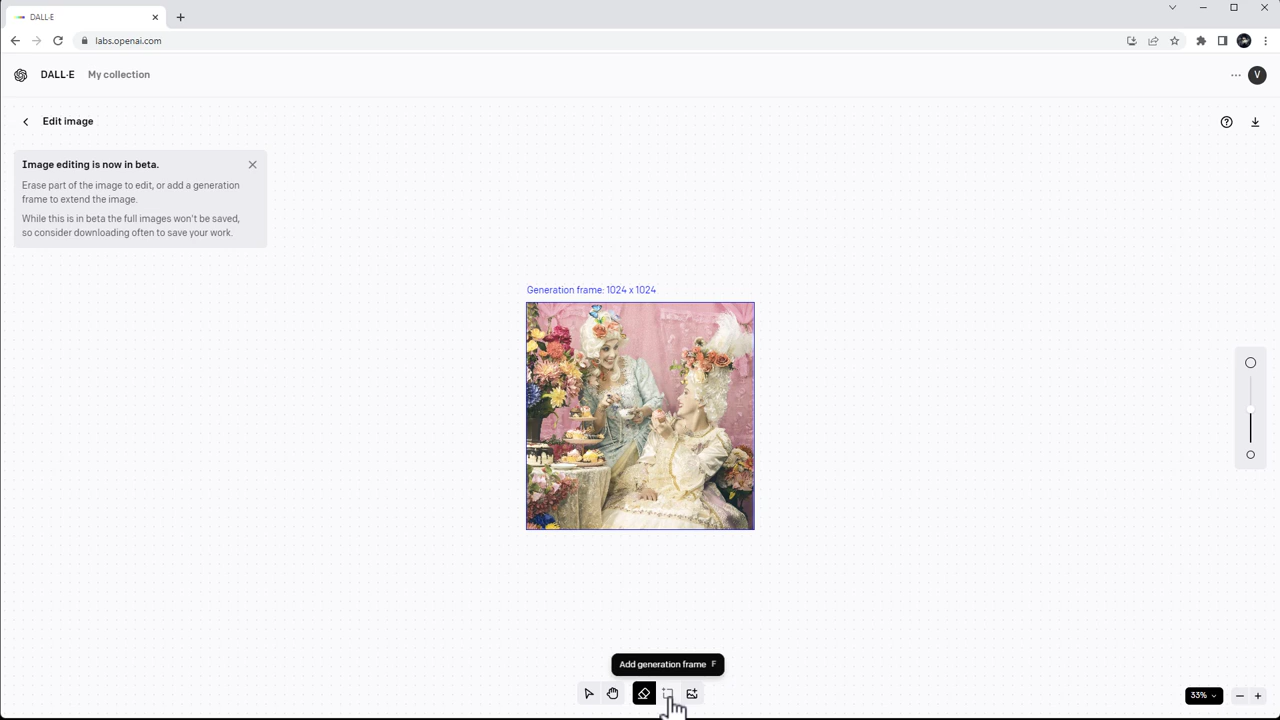 DALL·E
labs.openai.com
DALL·E My collection
V
Edit image
Image editing is now in beta.
Erase part of the image to edit, or add a generation
frame to extend the image.
While this is in beta the full images won't be saved,
so consider downloading often to save your work.
Generation frame: 1024 x 1024
Add generation frame F
33%